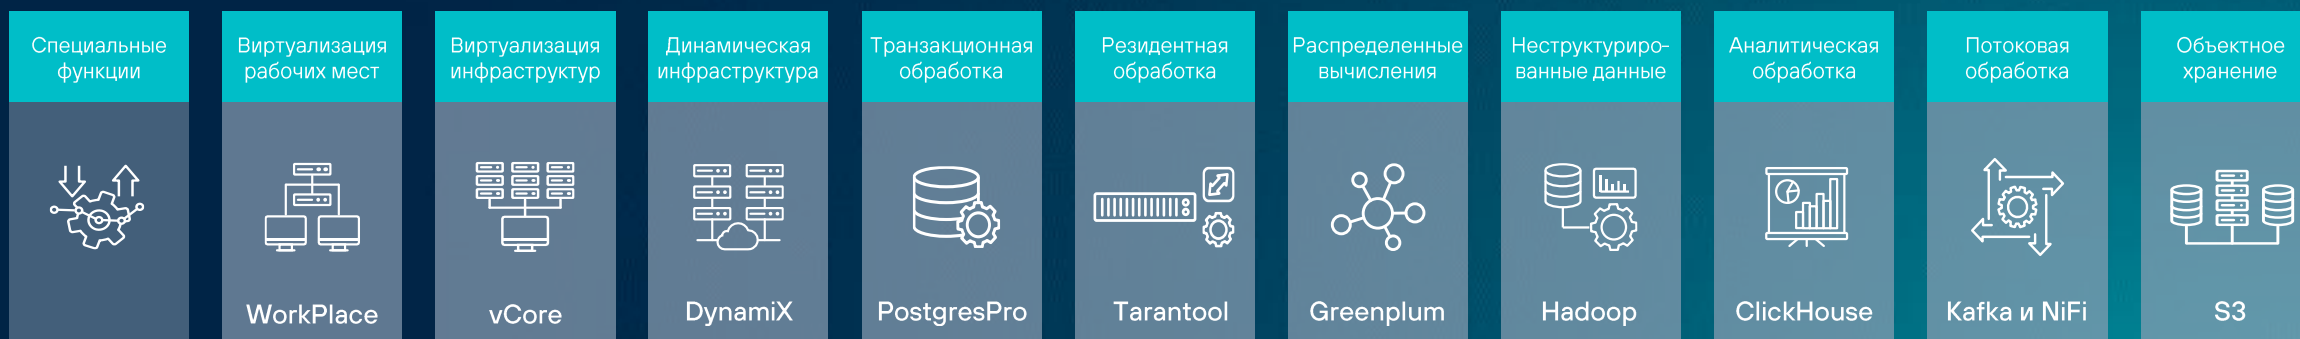 Специальные
функции
Виртуализация
рабочих мест
WorkPlace
Виртуализация
инфраструктур
vCore
Динамическая
инфраструктура
DynamiX
Транзакционная
обработка
PostgresPro
Резидентная
обработка
Tarantool
Распределенные
вычисления
Greenplum
Неструктуриро-
ванные данные
Hadoop
Аналитическая
обработка
ClickHouse
Потоковая
обработка
Kafka и NiFi
Объектное
хранение
S3